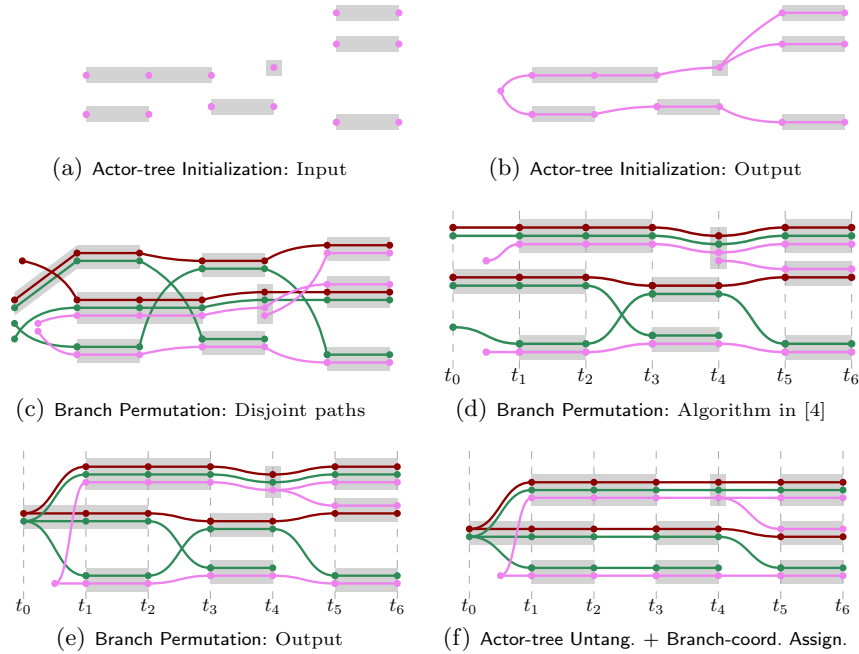 (a) Actor-tree Initialization: Input
(b) Actor-tree Initialization: Output
(c) Branch Permutation: Disjoint paths
t0 t1 t2 t3 t4 t5 t6
(d) Branch Permutation: Algorithm in [4]
t0 t1 t2 t3 t4 t5 t6
(e) Branch Permutation: Output
t0 t1 t2 t3 t4 t5 t6
(f) Actor-tree Untang. + Branch-coord. Assign.